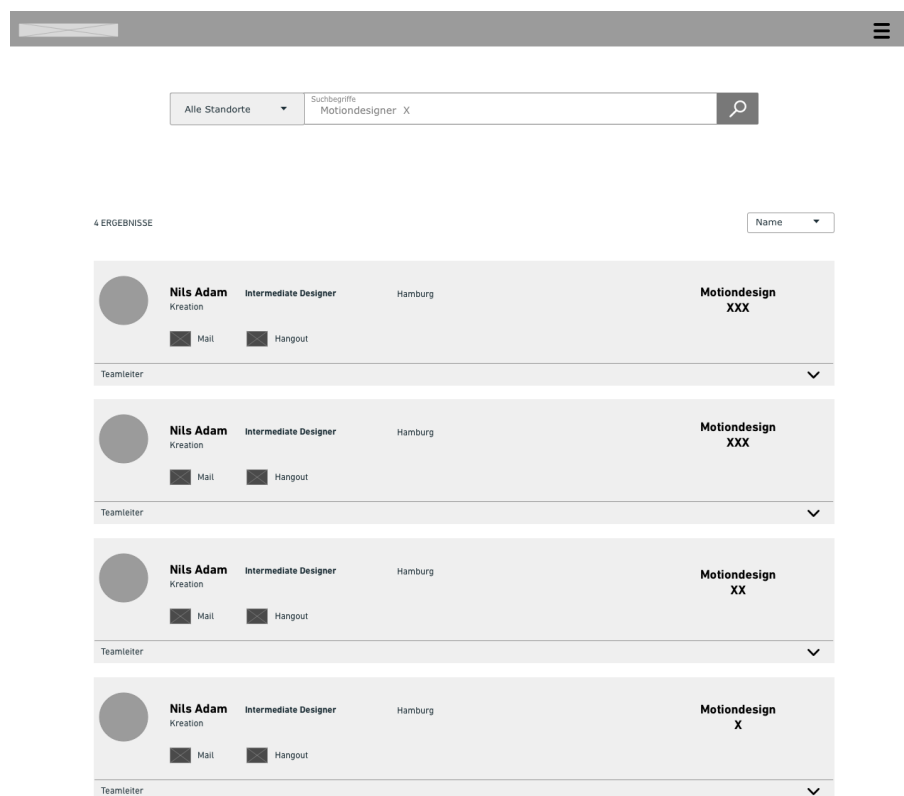 Alle Standorte
Suchbegriffe
Motiondesigner X
4 ERGEBNISSE
Name
Nils Adam Intermediate Designer Hamburg Motiondesign
Kreation XXX
Mail Hangout
Teamleiter
Nils Adam Intermediate Designer Hamburg Motiondesign
Kreation XXX
Mail Hangout
Teamleiter
Nils Adam Intermediate Designer Hamburg Motiondesign
Kreation XX
Mail Hangout
Teamleiter
Nils Adam Intermediate Designer Hamburg Motiondesign
Kreation X
Mail Hangout
Teamleiter